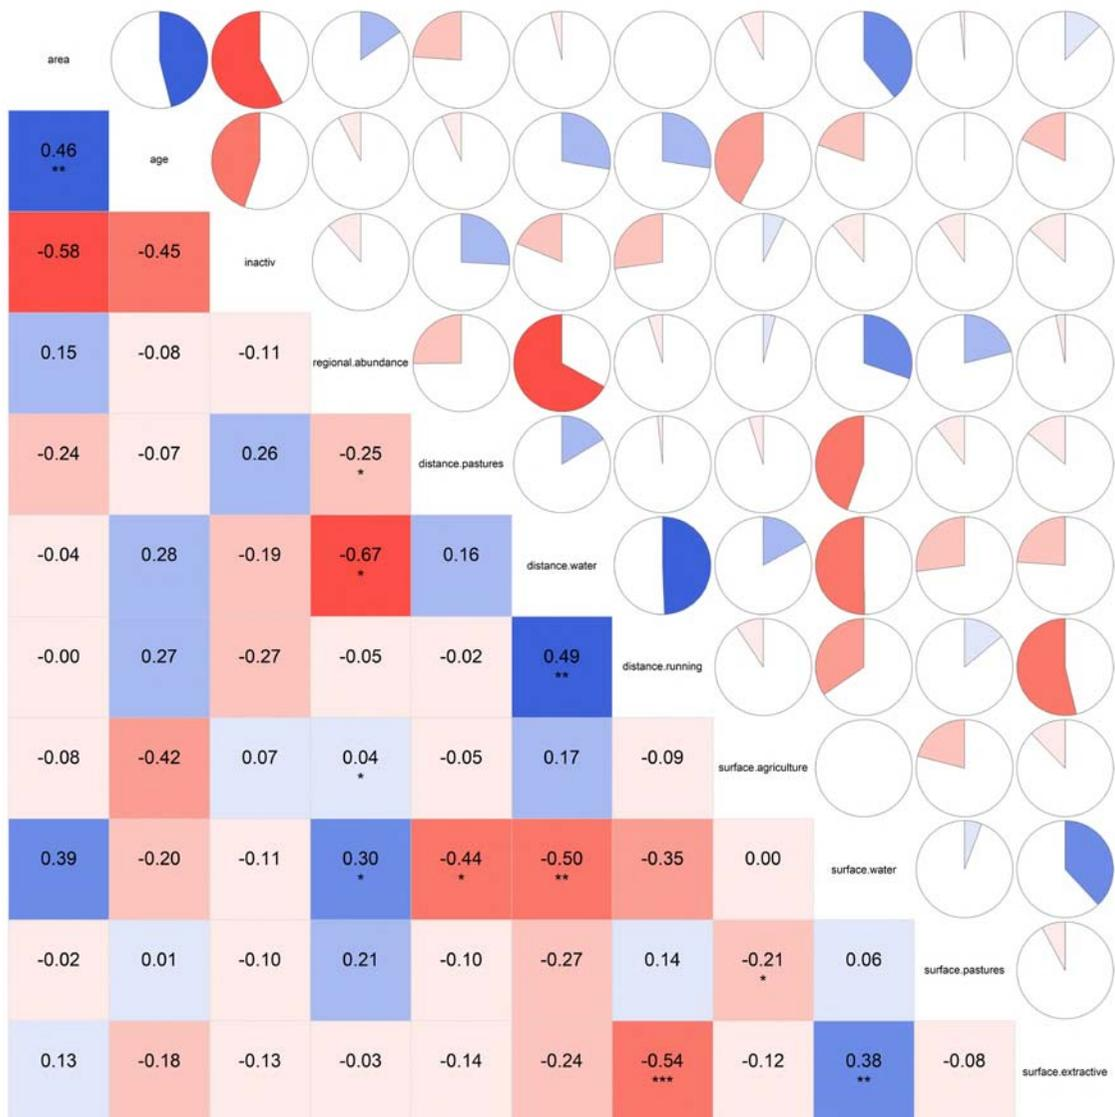 area
0.46
**
age
-0.58 -0.45 inactiv
0.15 -0.08 -0.11 regional.abundance
-0.24 -0.07 0.26 -0.25 distance.pastures
*
-0.04 0.28 -0.19 -0.67 0.16 distance.water
*
-0.00 0.27 -0.27 -0.05 -0.02 0.49 distance.running
**
-0.08 -0.42 0.07 0.04 -0.05 0.17 -0.09 surface.agriculture
*
0.39 -0.20 -0.11 0.30 -0.44 -0.50 -0.35 0.00 surface.water
* * **
-0.02 0.01 -0.10 0.21 -0.10 -0.27 0.14 -0.21 0.06 surface.pastures
*
0.13 -0.18 -0.13 -0.03 -0.14 -0.24 -0.54 -0.12 0.38 -0.08 surface.extractive
*** **